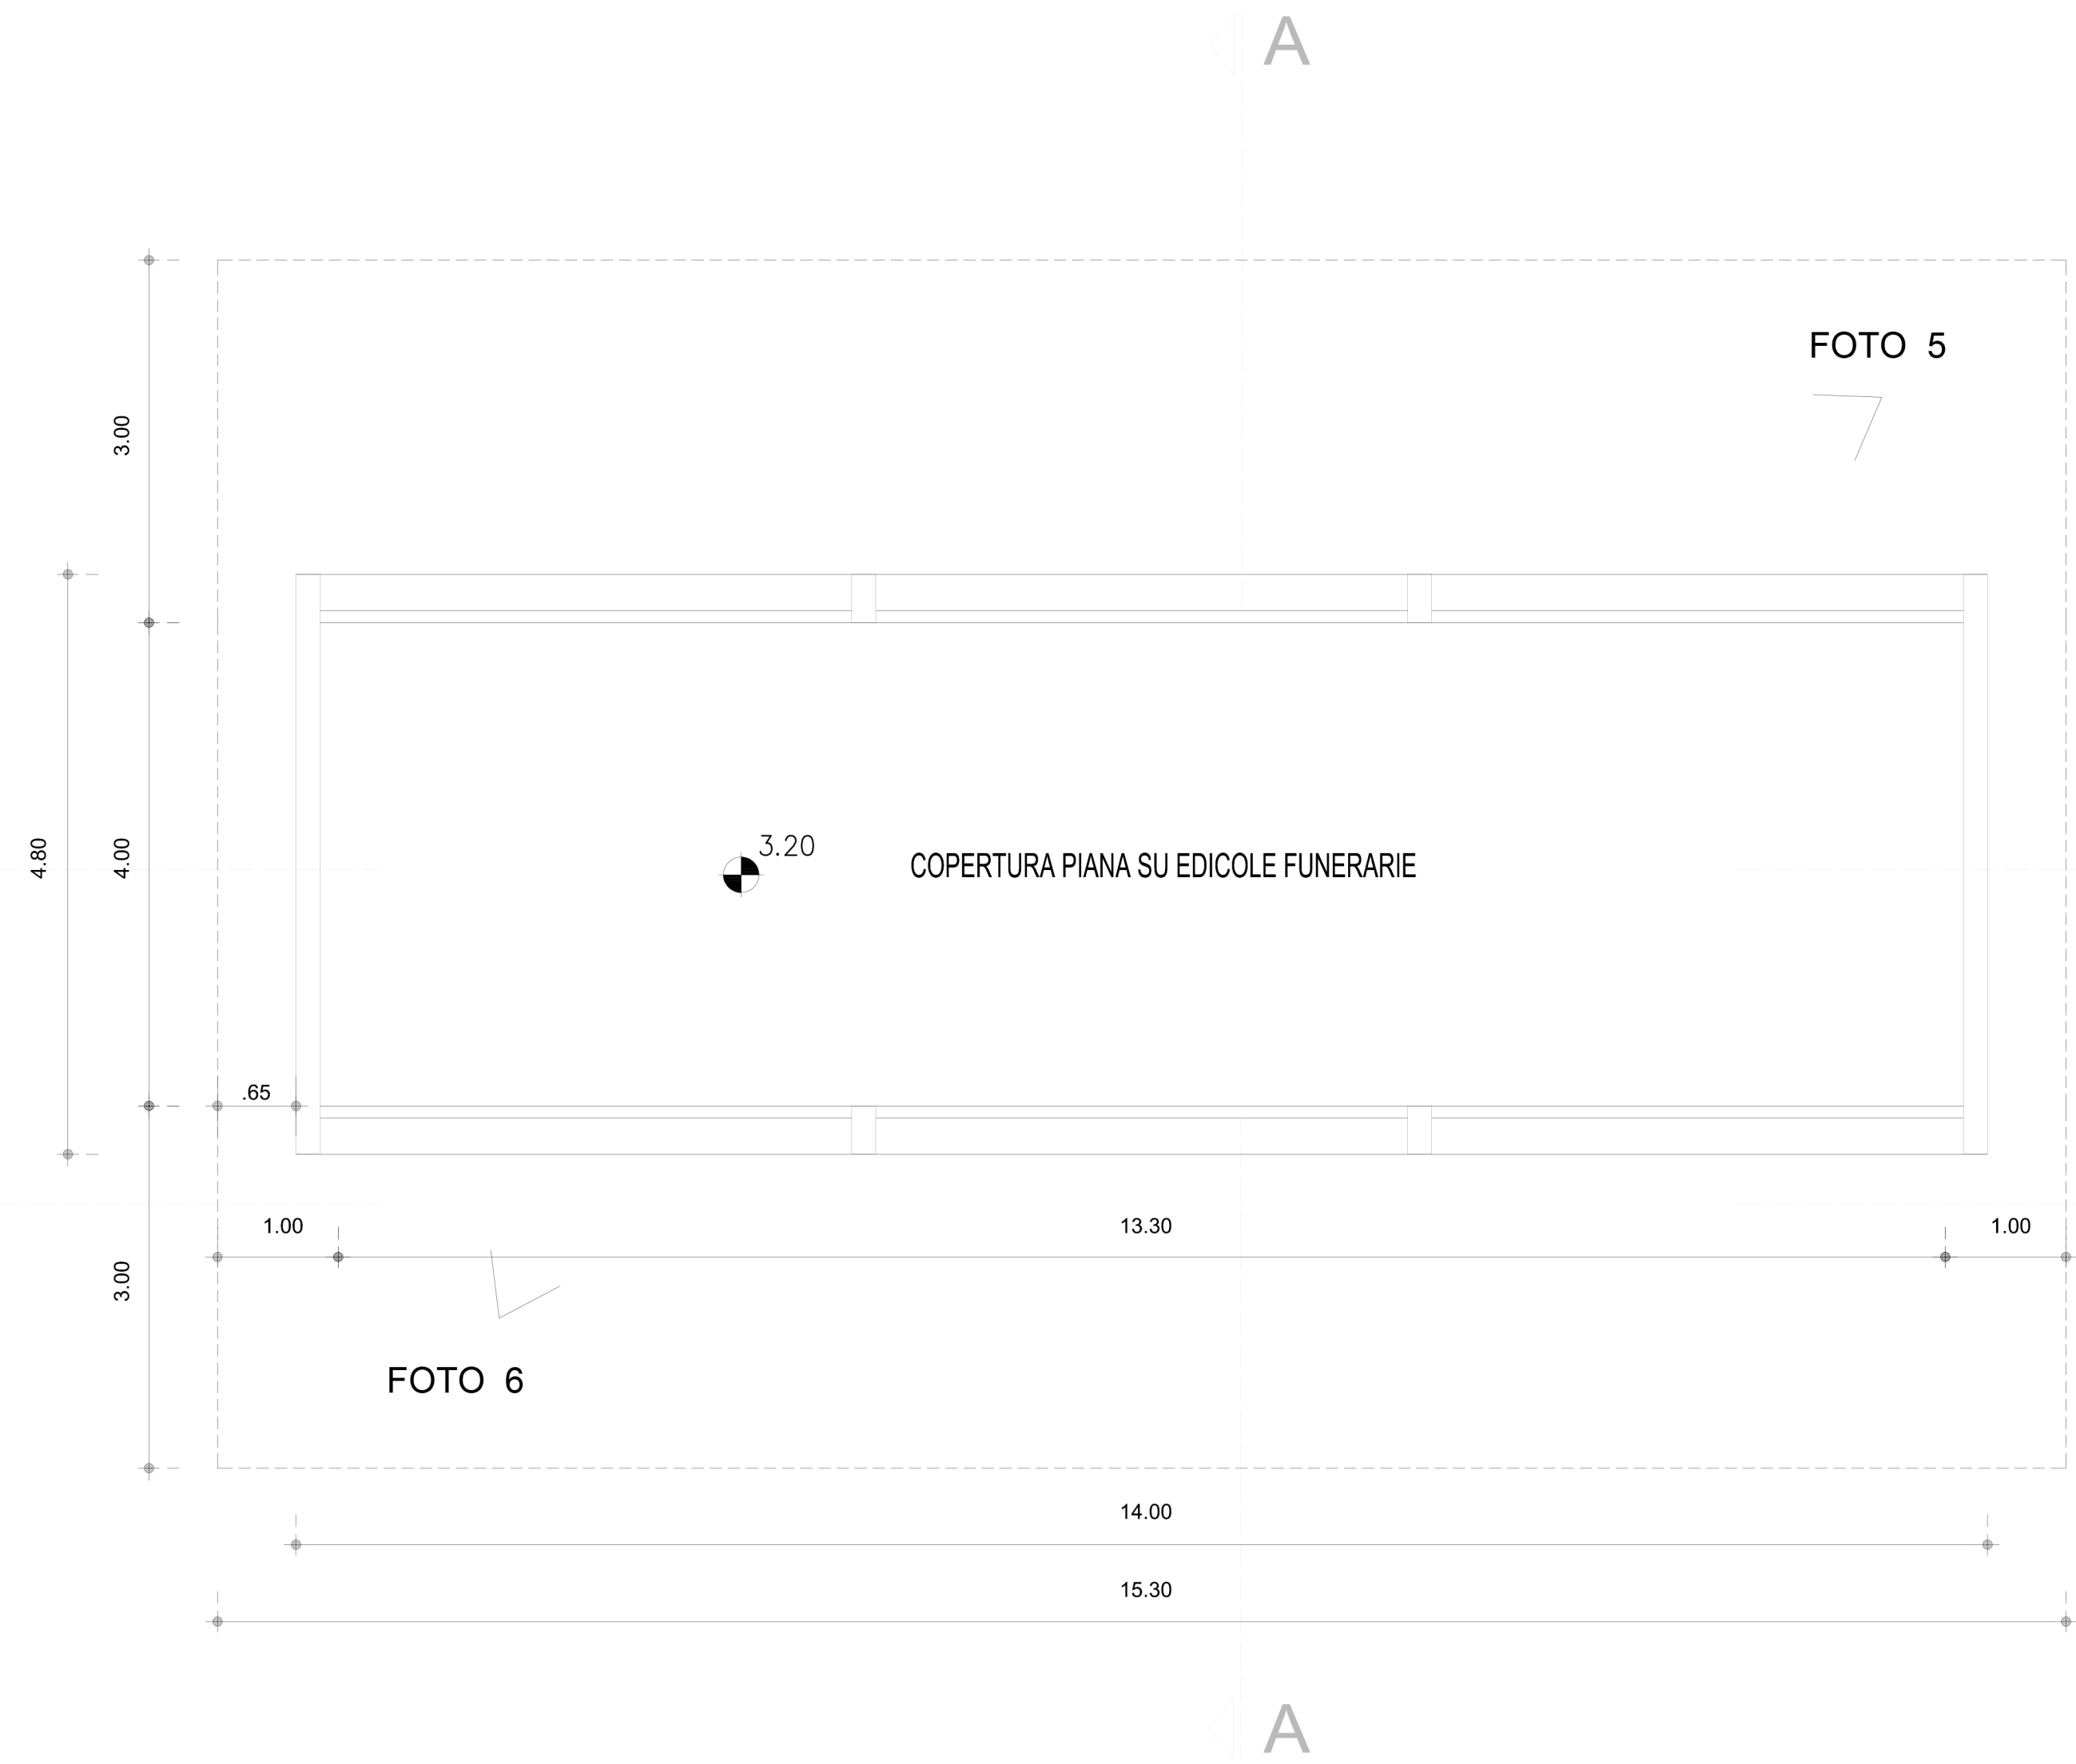 A
FOTO 5
3.00
3.20
4.80
4.00
COPERTURA PIANA SU EDICOLE FUNERARIE
.65
1.00
13.30
1.00
3.00
FOTO 6
14.00
15.30
A